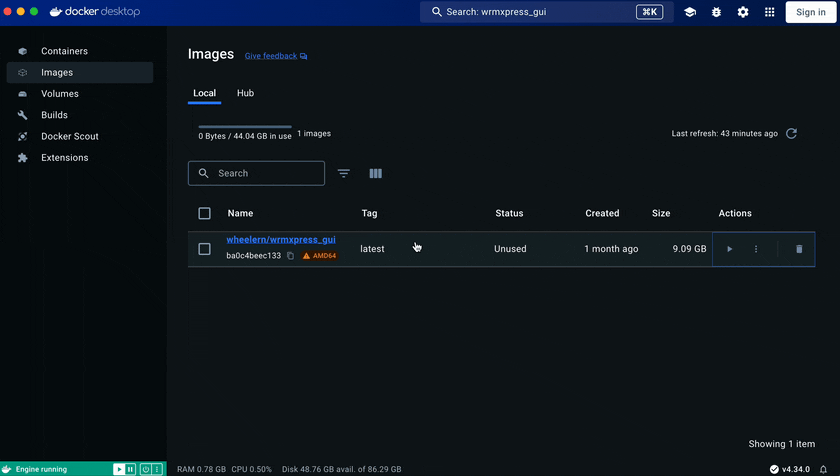 docker desktop
Search: wrmxpress_gui
⌘K
Sign in
Containers
Images
Volumes
Builds
Docker Scout
Extensions
Images
Give feedback
Local
Hub
0 Bytes / 44.04 GB in use
1 images
Last refresh: 43 minutes ago
Search
Name
Tag
Status
Created
Size
Actions
wheelern/wrmxpress_gui
latest
Unused
1 month ago
9.09 GB
ba0c4beec133
AMD64
Showing 1 item
Engine running
RAM 0.78 GB CPU 0.50% Disk 48.76 GB avail. of 86.29 GB
v4.34.0